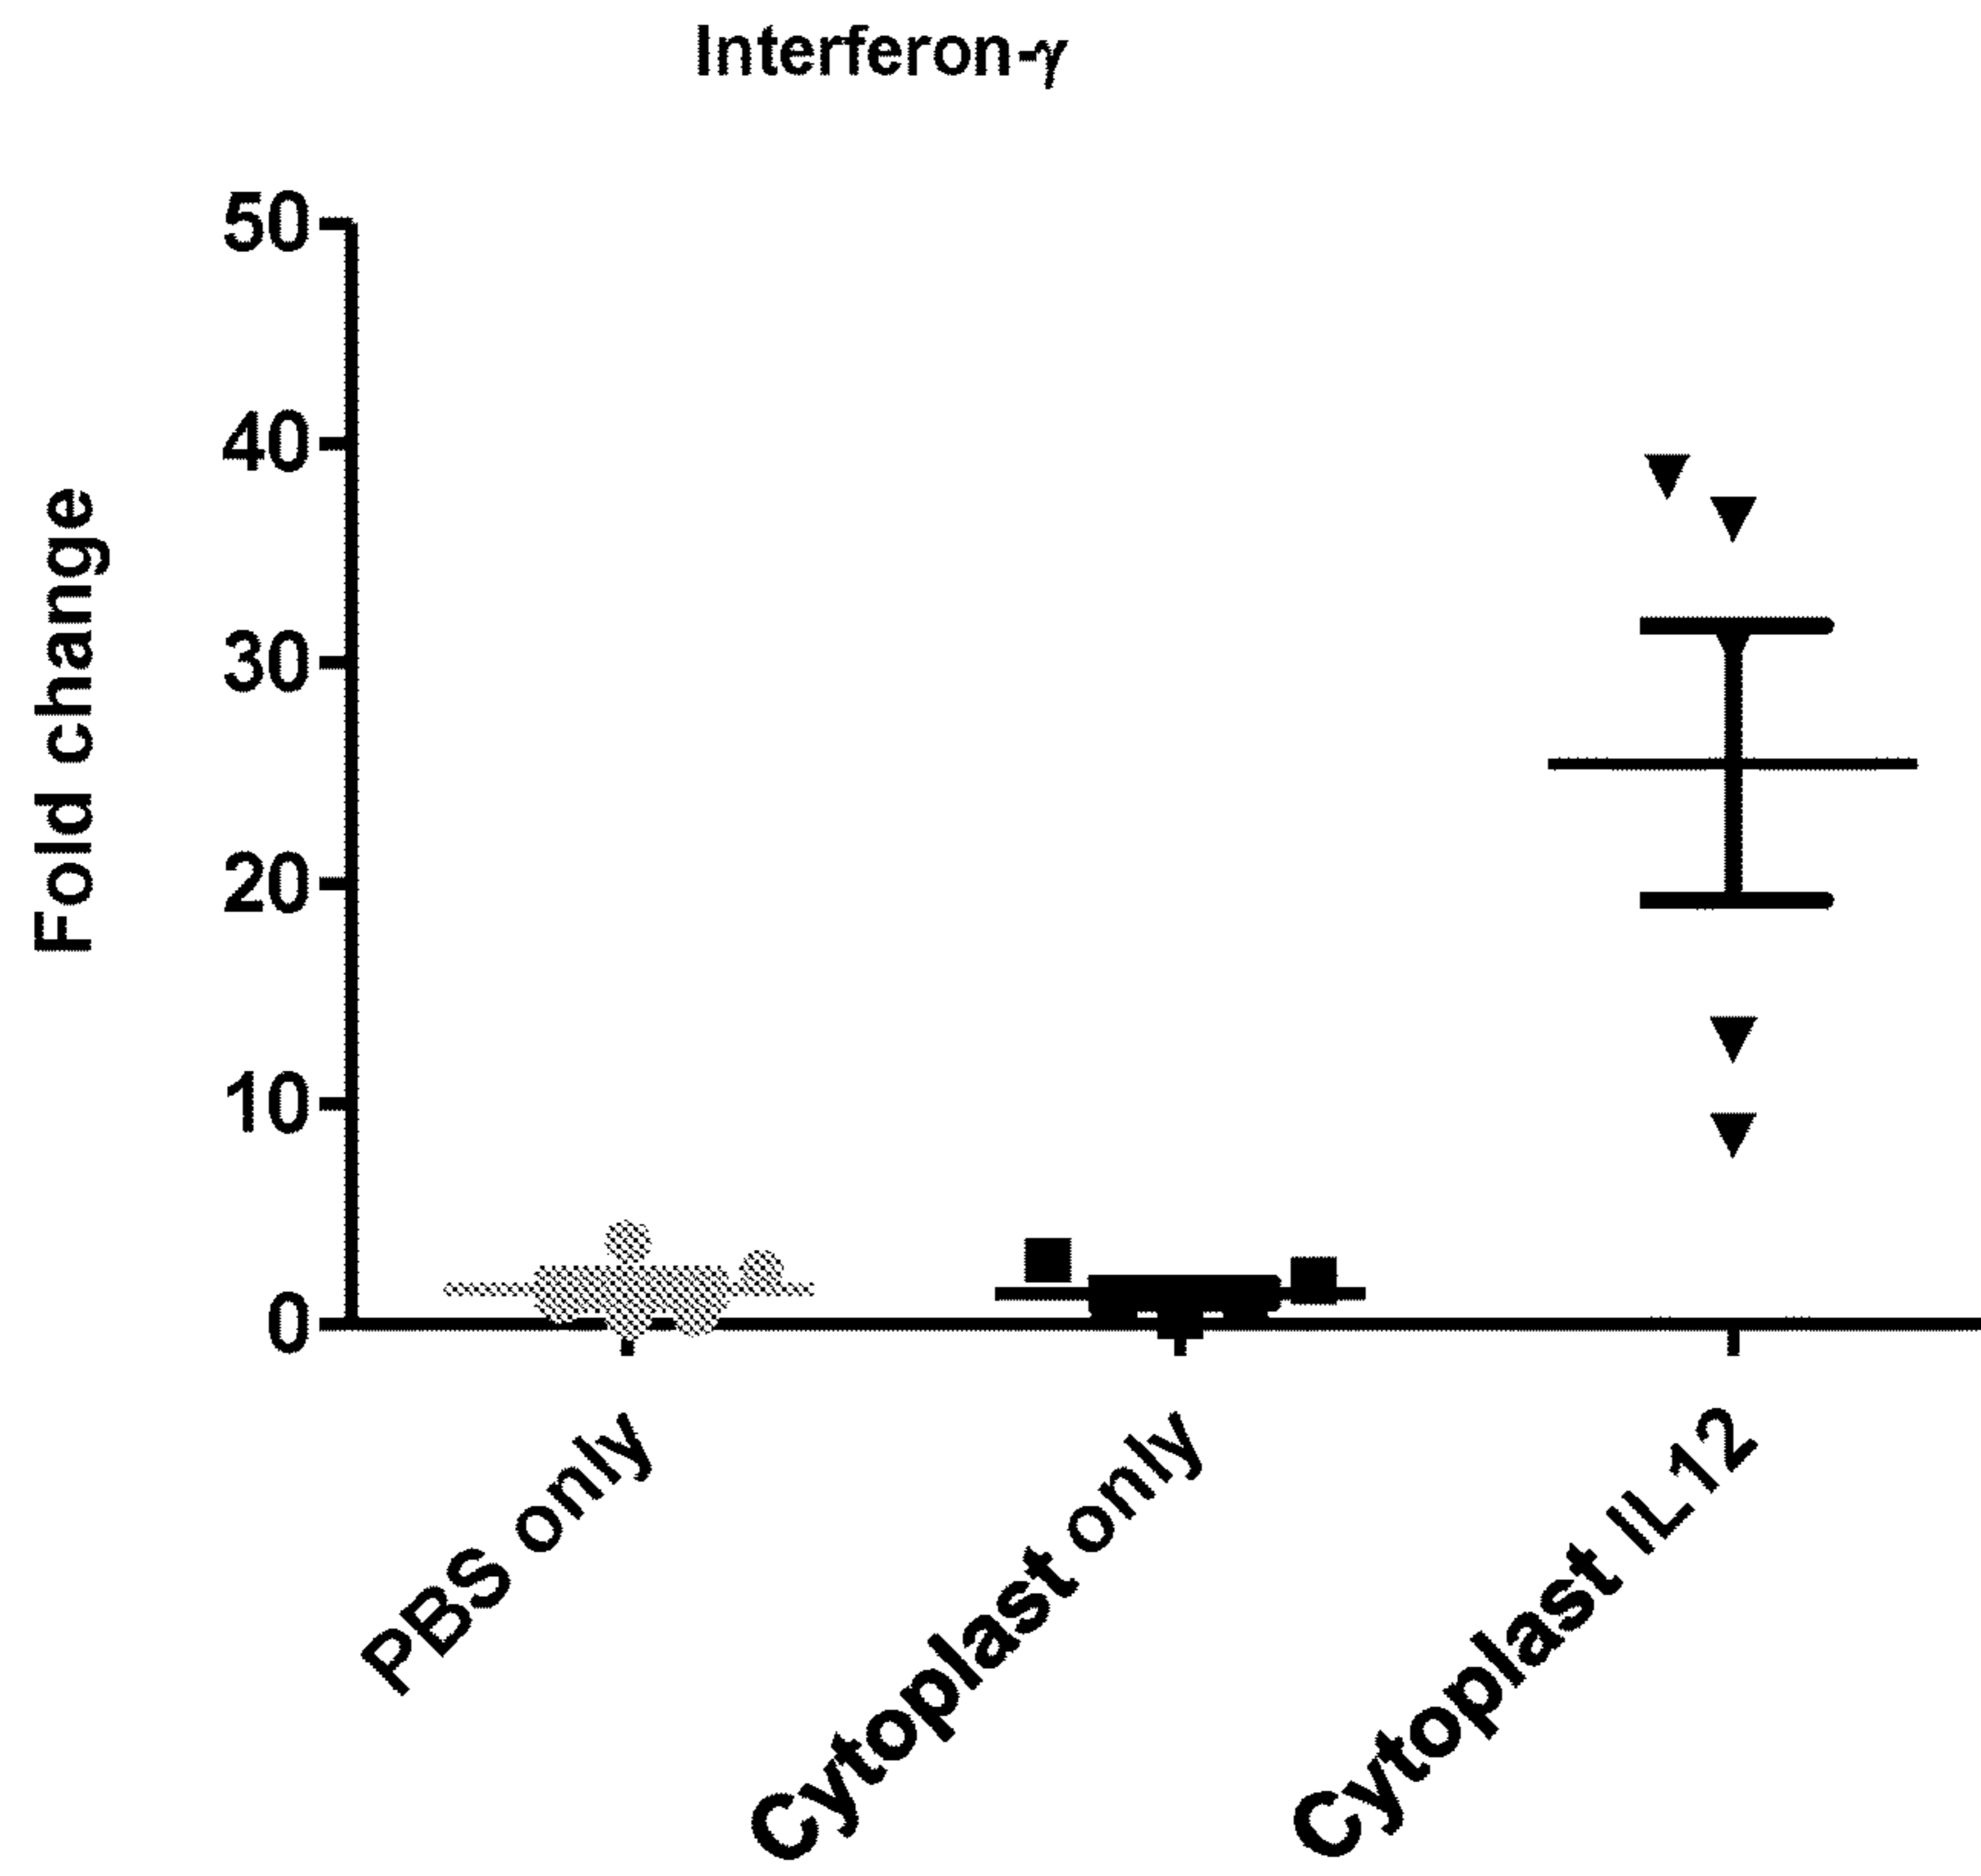 Interferon-γ
Fold change
50
40
30
20
10
0
PBS only
Cytoplast only
Cytoplast IL12